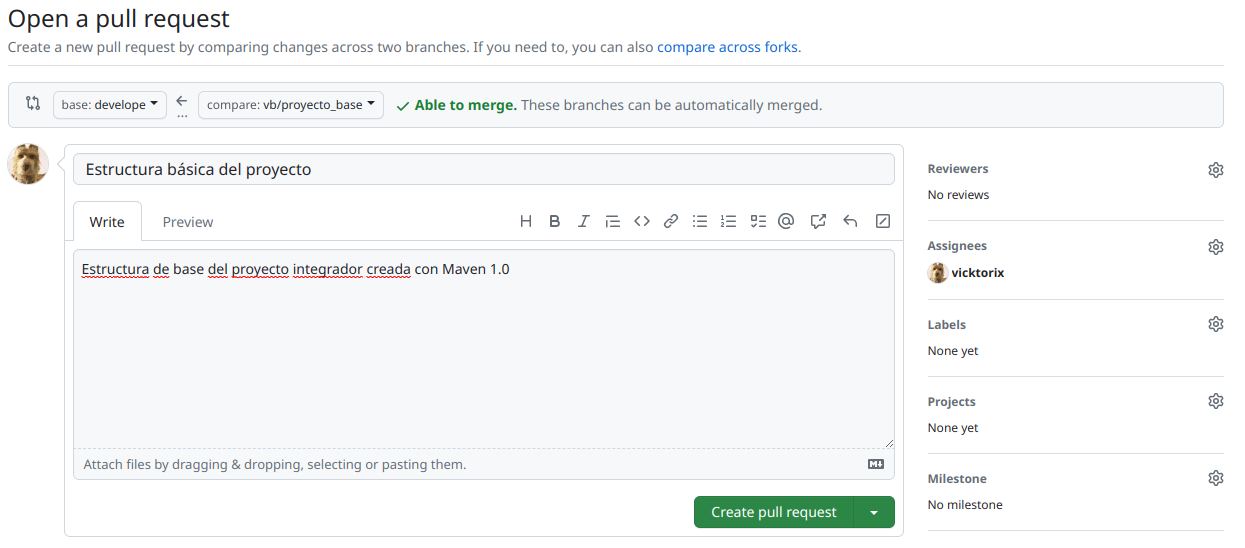 Open a pull request
Create a new pull request by comparing changes across two branches. If you need to, you can also compare across forks.
base: develope ... compare: vb/proyecto_base Able to merge. These branches can be automatically merged.
Estructura básica del proyecto
Write Preview
Estructura de base del proyecto integrador creada con Maven 1.0
Attach files by dragging & dropping, selecting or pasting them.
Create pull request
Reviewers
No reviews
Assignees
vicktorix
Labels
None yet
Projects
None yet
Milestone
No milestone